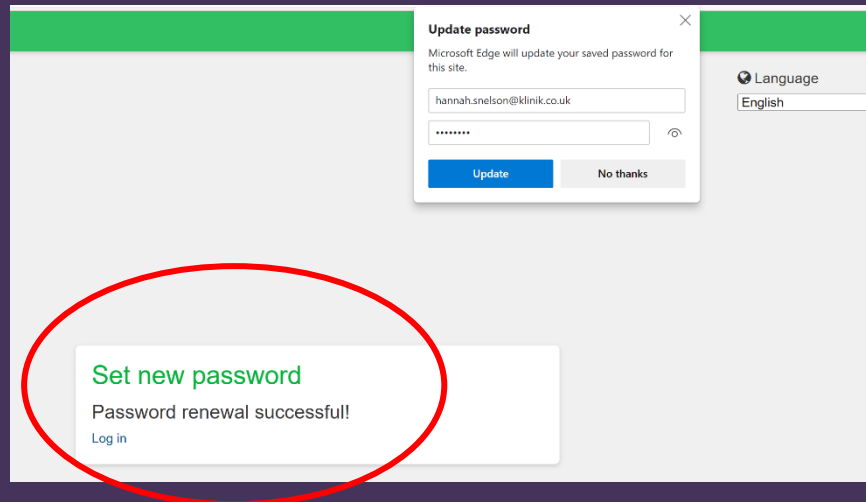 Update password
Microsoft Edge will update your saved password for
this site.
hannah.snelson@klinik.co.uk
••••••••
Update No thanks
Language
English
Set new password
Password renewal successful!
Log in